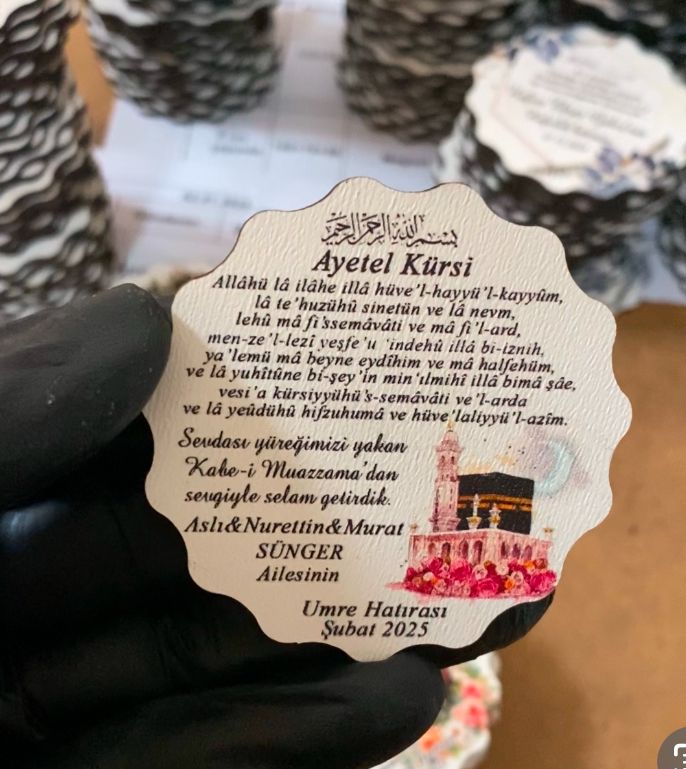 بسم الله الرحمن الرحيم
Ayetel Kürsi
Allâhü lâ ilâhe illâ hüve'l-hayyü'l-kayyûm,
lâ te'huzühû sinetün ve lâ nevm,
lehû mâ fi'ssemâvâti ve mâ fi'l-ard,
men-ze'l-lezî yeşfe'u 'indehû illâ bi-iznih,
ya'lemü mâ beyne eydîhim ve mâ halfehüm,
ve lâ yuhîtûne bi-şey'in min 'ılmihî illâ bimâ şâe,
vesi'a kürsiyyühü's-semâvâti ve'l-arda
ve lâ yeûdühû hifzuhumâ ve hüve'laliyyü'l-azîm.
Sevdası yüreğimizi yakan
Kabe-i Muazzama'dan
sevgiyle selam getirdik.
Aslı&Nurettin&Murat
SÜNGER
Ailesinin
Umre Hatırası
Şubat 2025